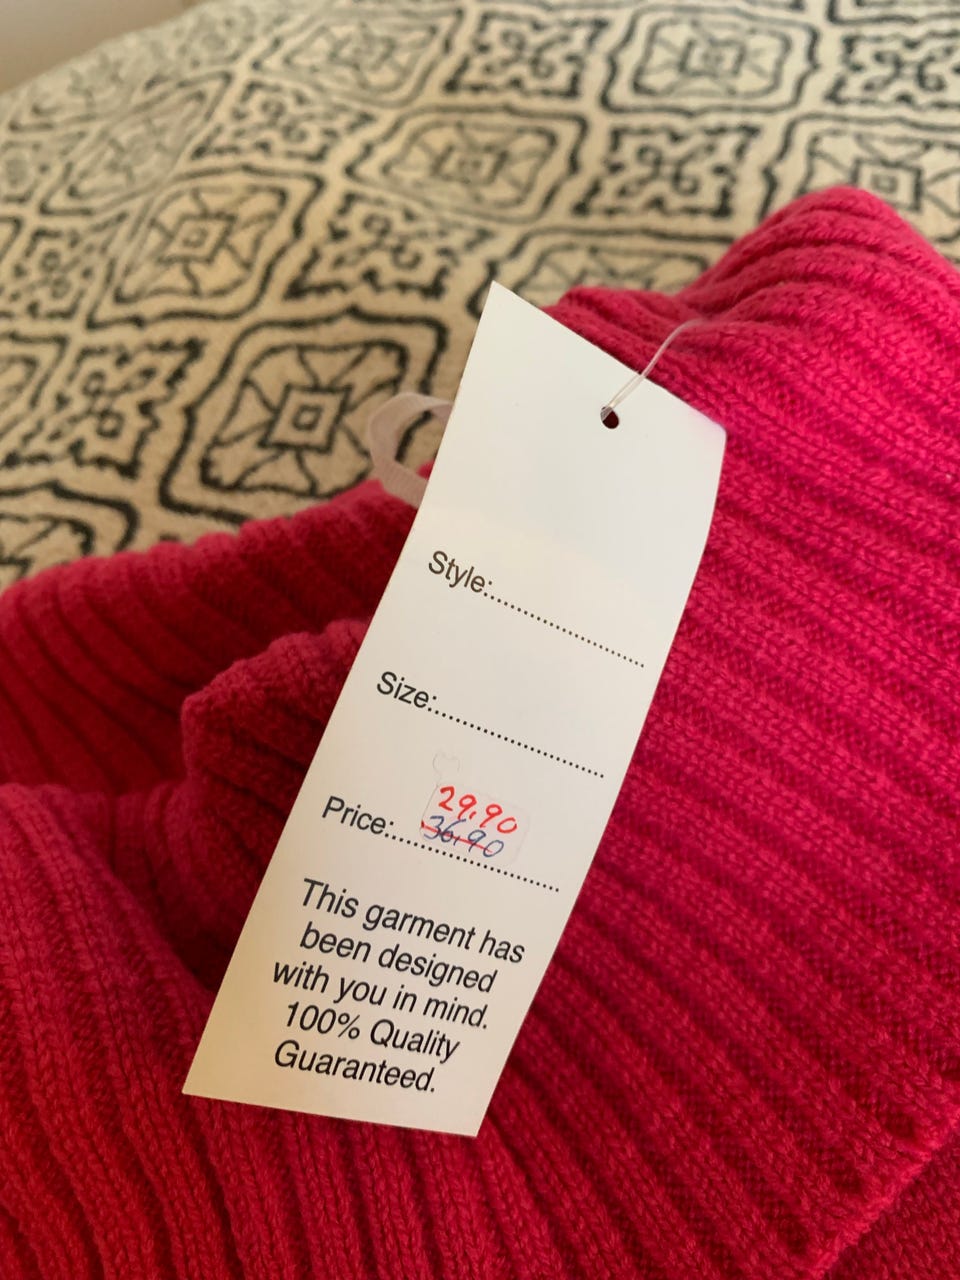 Style:..............................
Size:..............................
29.90
Price:..............................
36,90
This garment has
been designed
with you in mind.
100% Quality
Guaranteed.